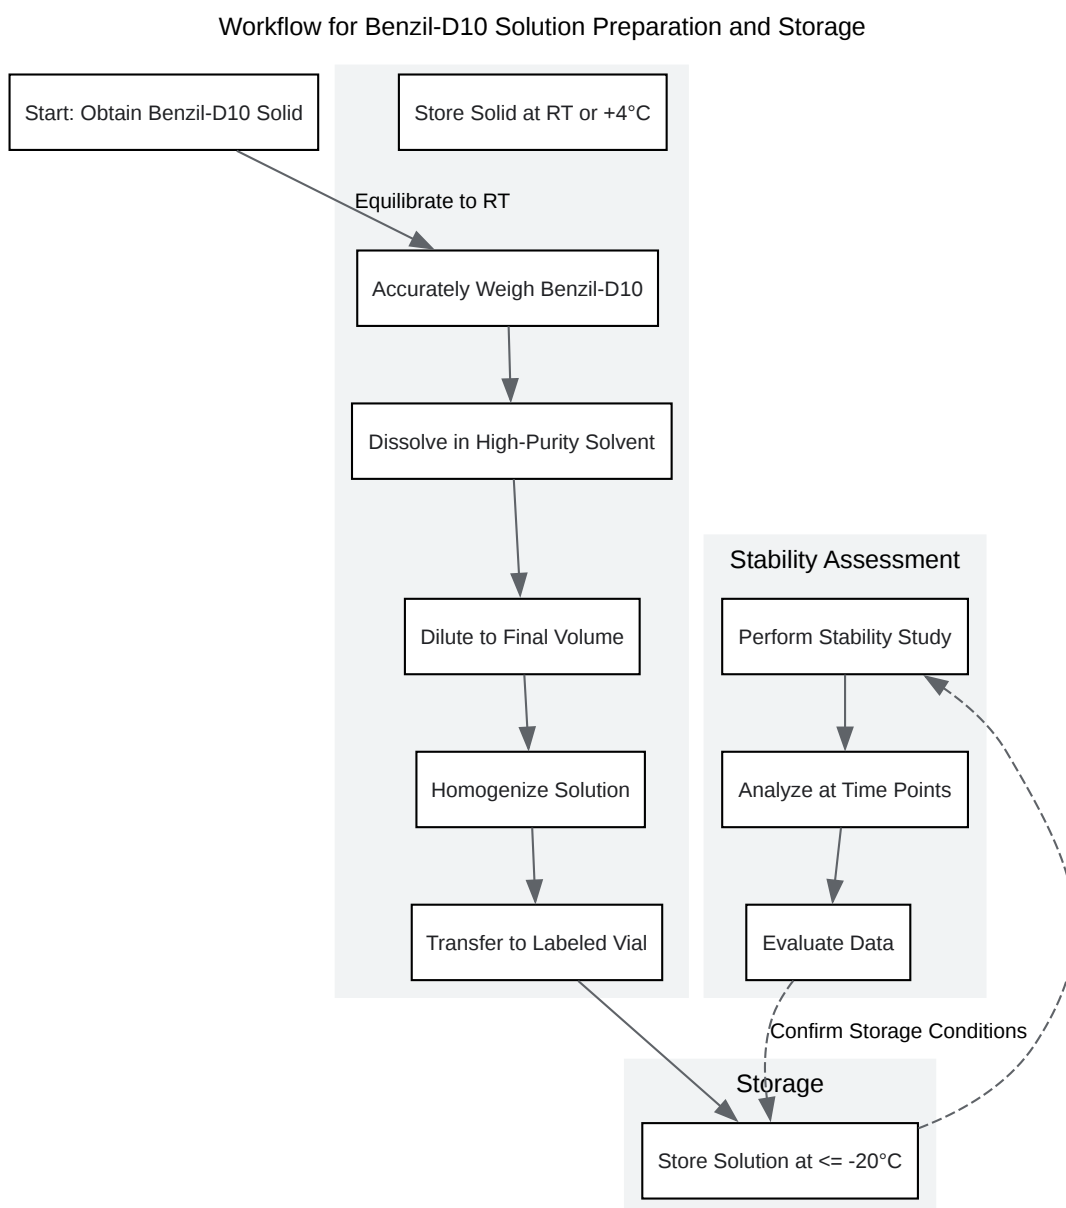 Workflow for Benzil-D10 Solution Preparation and Storage
Start: Obtain Benzil-D10 Solid
Store Solid at RT or +4°C
Equilibrate to RT
Accurately Weigh Benzil-D10
Dissolve in High-Purity Solvent
Dilute to Final Volume
Homogenize Solution
Transfer to Labeled Vial
Stability Assessment
Perform Stability Study
Analyze at Time Points
Evaluate Data
Confirm Storage Conditions
Storage
Store Solution at <= -20°C